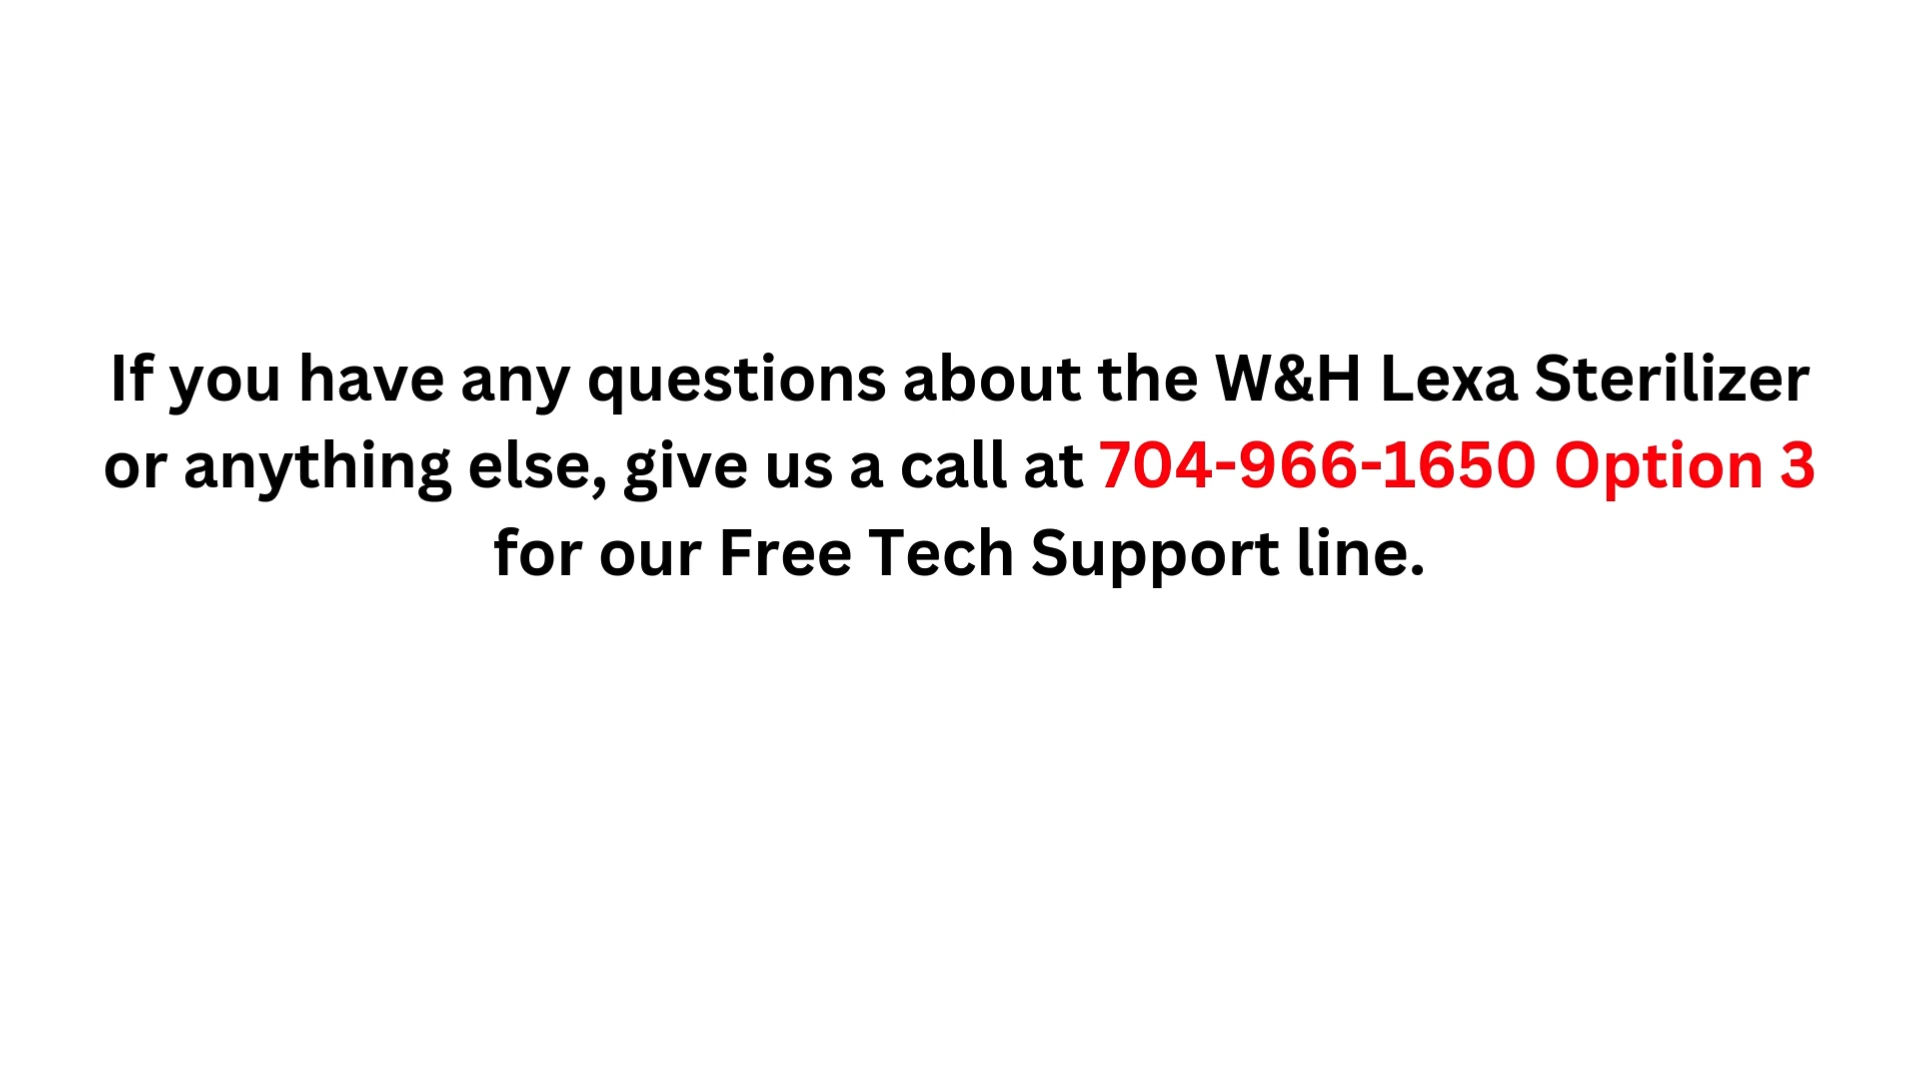 If you have any questions about the W&H Lexa Sterilizer
or anything else, give us a call at 704-966-1650 Option 3
for our Free Tech Support line.